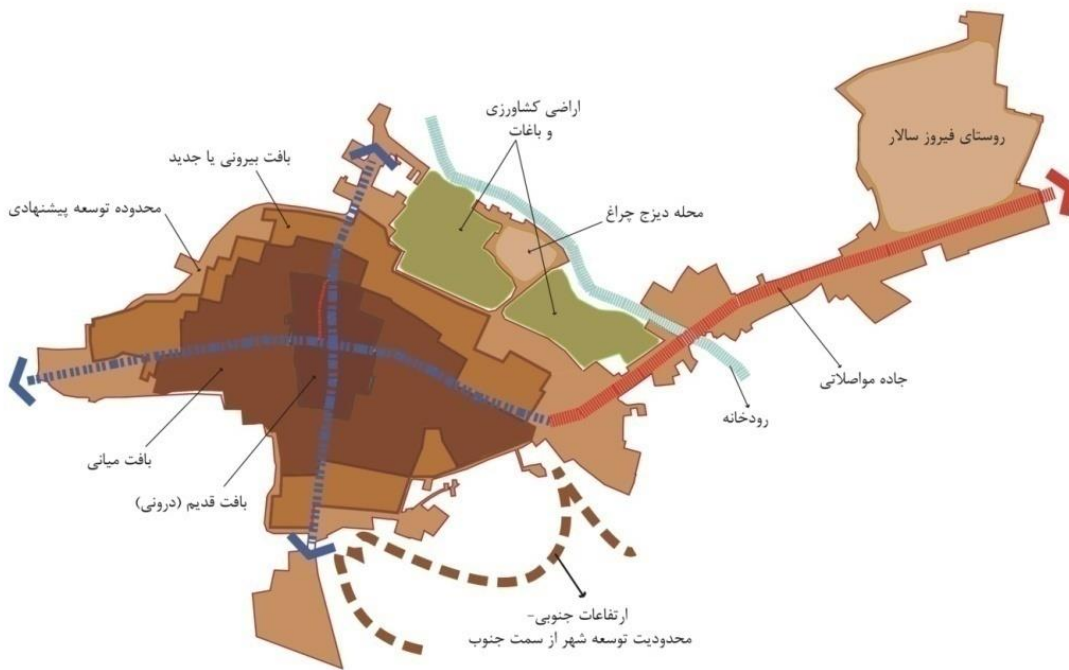 اراضی کشاورزی
و باغات
روستای فیروز سالار
بافت بیرونی یا جدید
محله دیزج چراغ
محدوده توسعه پیشنهادی
جاده مواصلاتی
رودخانه
بافت میانی
بافت قدیم (درونی)
ارتفاعات جنوبی-
محدودیت توسعه شهر از سمت جنوب